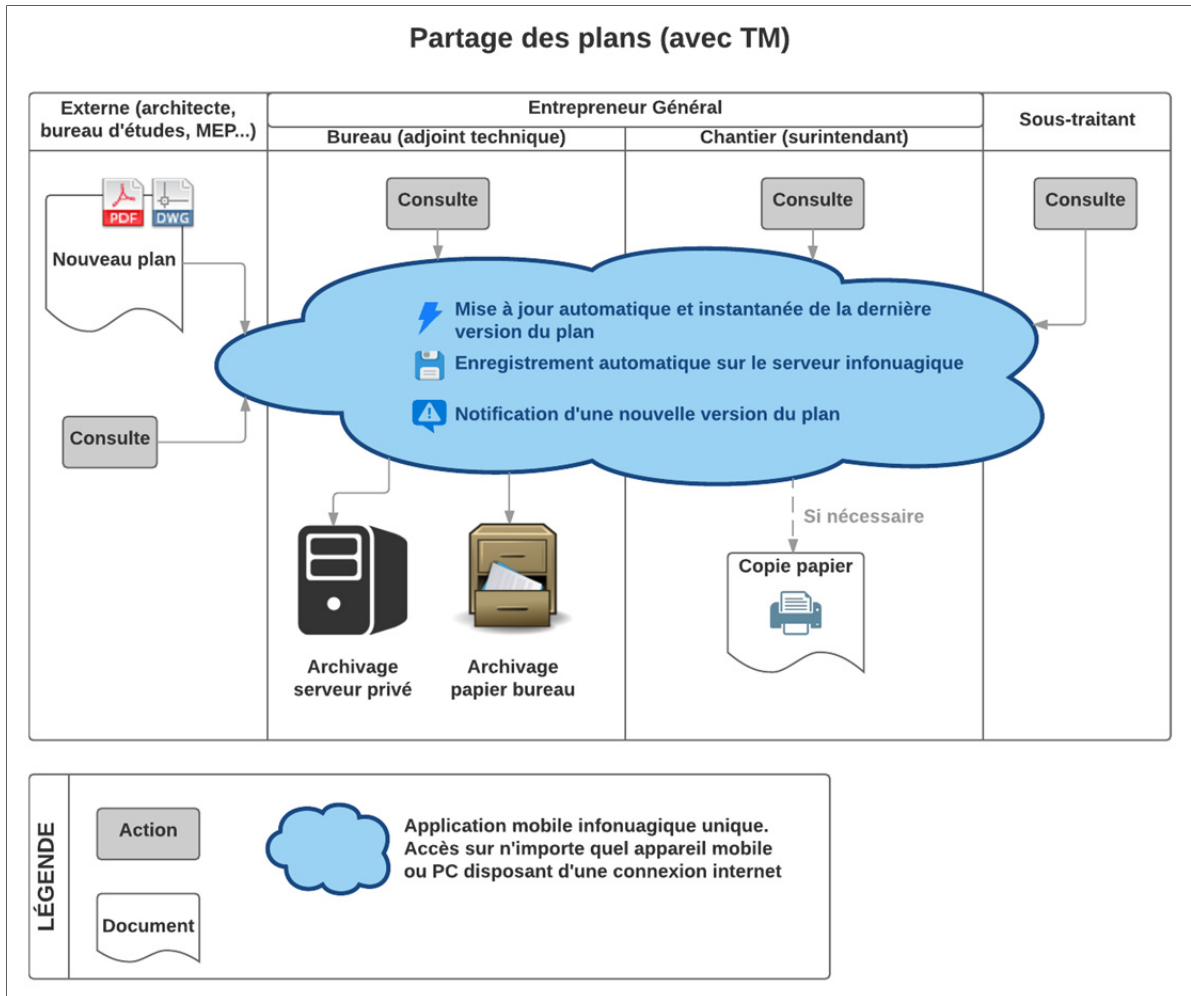 Partage des plans (avec TM)
Externe (architecte,
bureau d'études, MEP...)
Entrepreneur Général
Bureau (adjoint technique)
Chantier (surintendant)
Sous-traitant
PDF
DWG
Nouveau plan
Consulte
Consulte
Consulte
Mise à jour automatique et instantanée de la dernière
version du plan
Enregistrement automatique sur le serveur infonuagique
Notification d'une nouvelle version du plan
Consulte
Si nécessaire
Copie papier
Archivage
serveur privé
Archivage
papier bureau
LÉGENDE
Action
Document
Application mobile infonuagique unique.
Accès sur n'importe quel appareil mobile
ou PC disposant d'une connexion internet